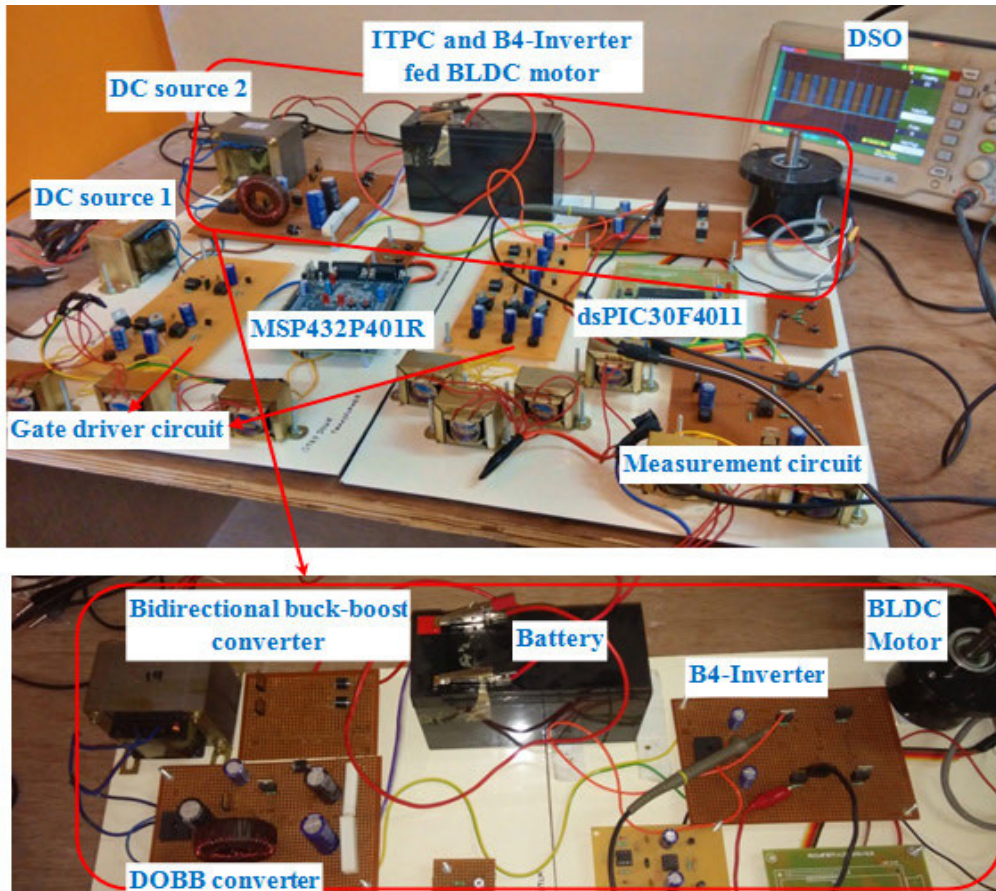 ITPC and B4-Inverter
fed BLDC motor
DSO
DC source 2
DC source 1
MSP432P401R
dsPIC30F4011
Gate driver circuit
Measurement circuit
Bidirectional buck-boost
converter
Battery
BLDC
Motor
B4-Inverter
DOBB converter